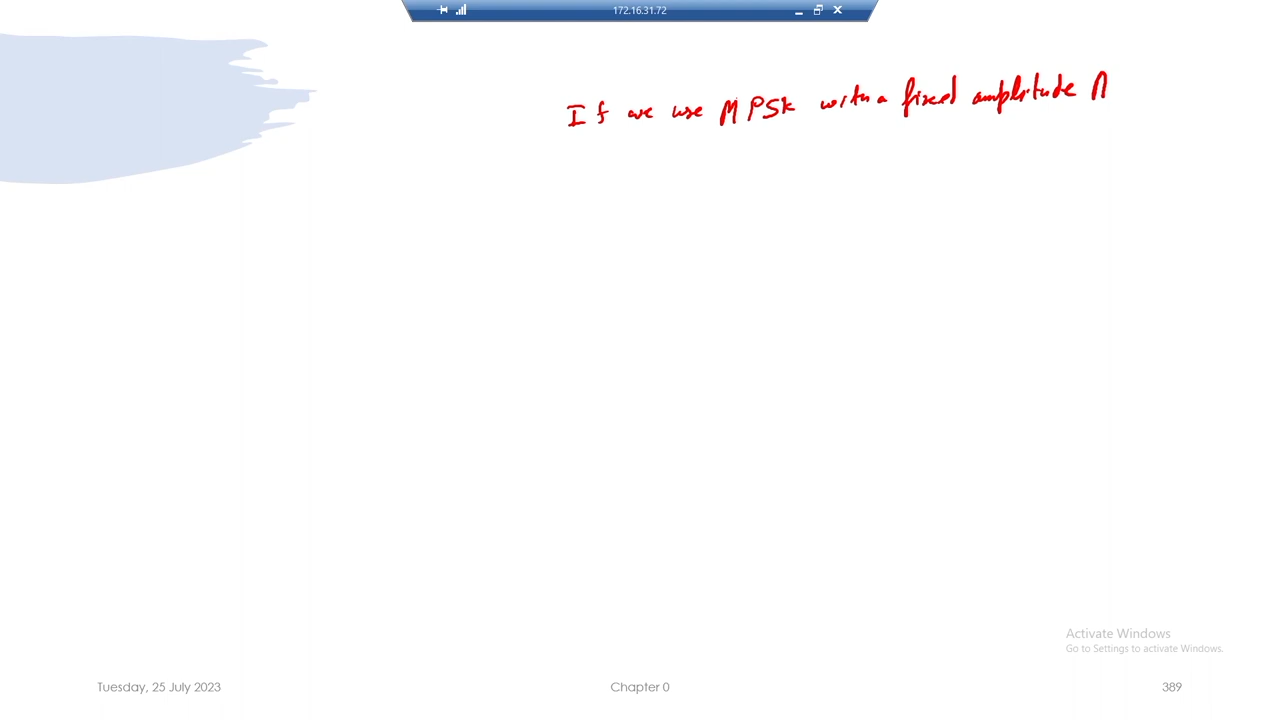 172.16.31.72
If we use MPSK with a fixed amplitude A
Activate Windows
Go to Settings to activate Windows.
Tuesday, 25 July 2023
Chapter 0
389